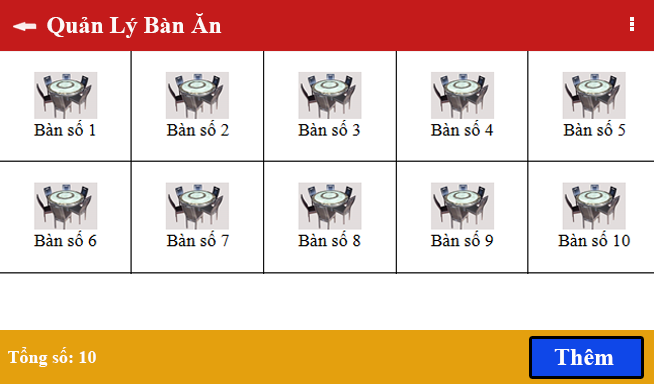 Quản Lý Bàn Ăn
Bàn số 1
Bàn số 2
Bàn số 3
Bàn số 4
Bàn số 5
Bàn số 6
Bàn số 7
Bàn số 8
Bàn số 9
Bàn số 10
Tổng số: 10
Thêm